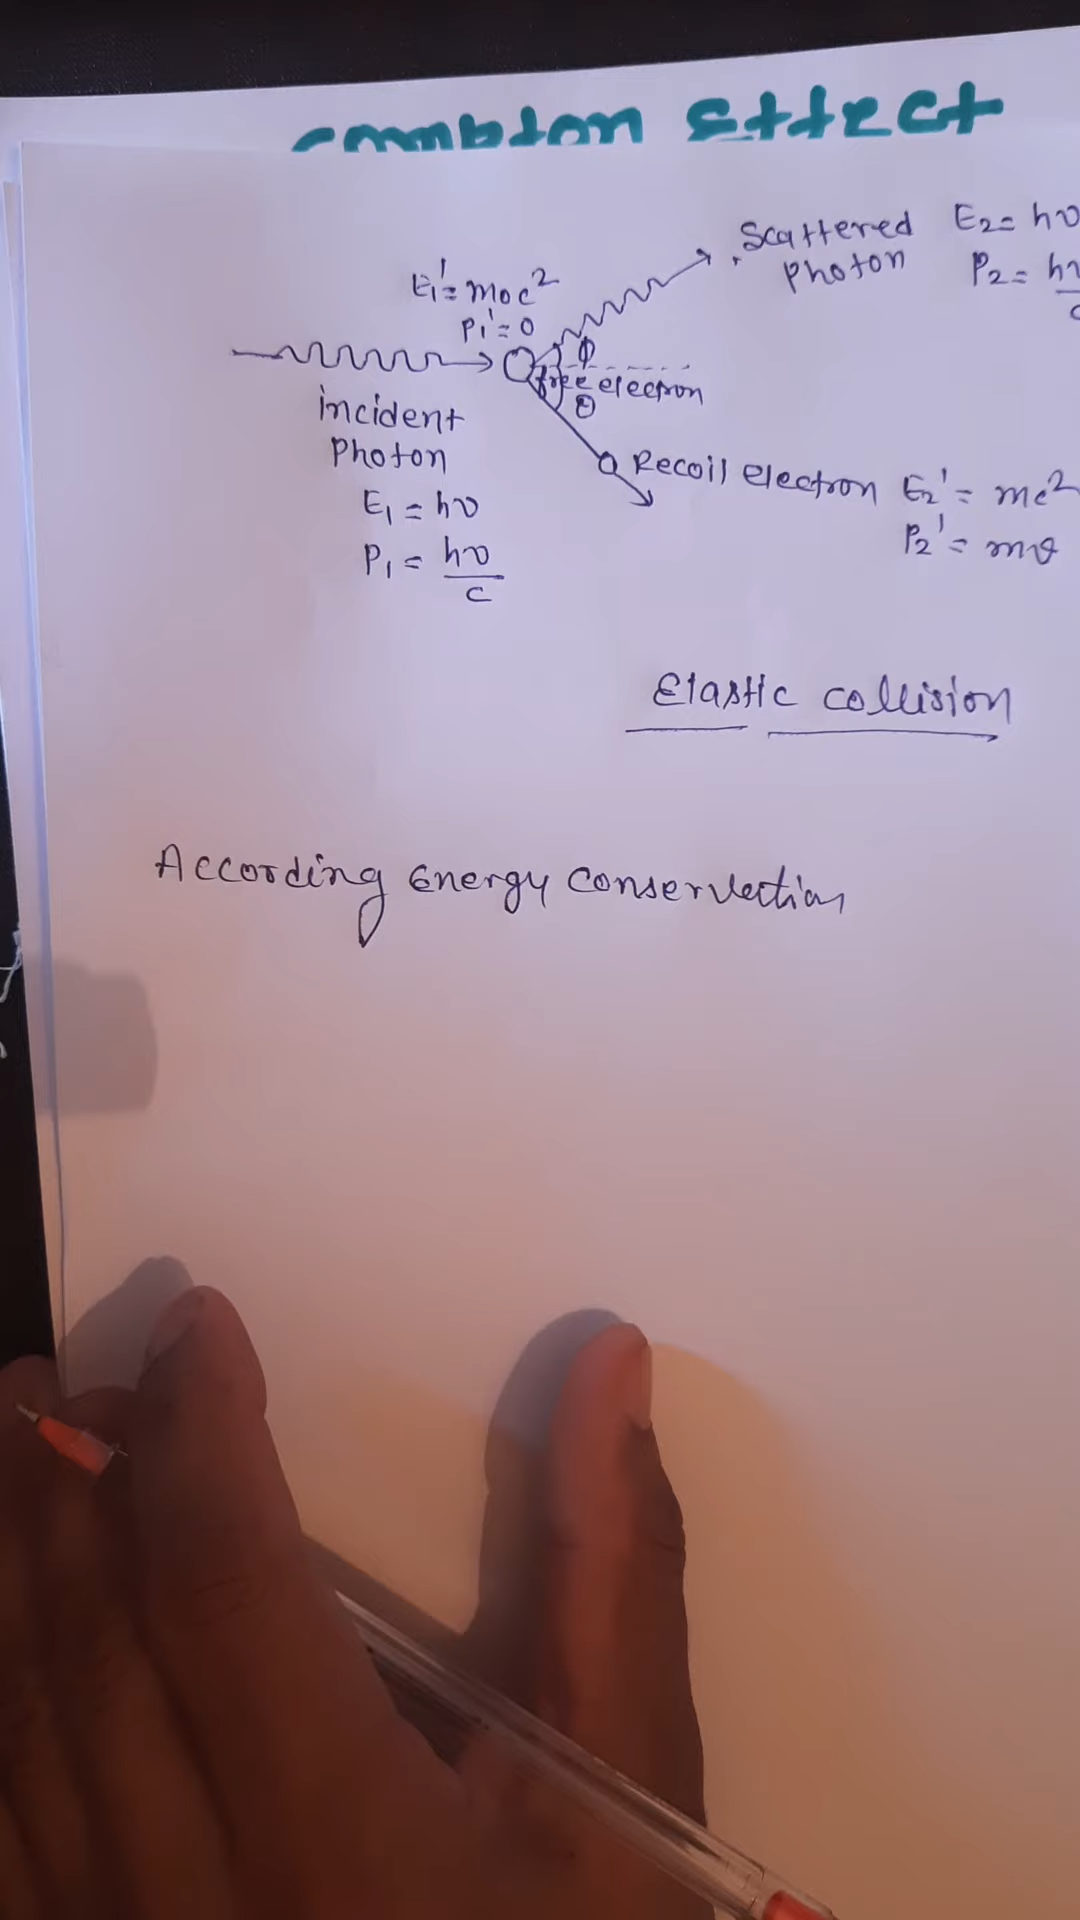 Compton Effect
Scattered Photon
E₂ = hν
P₂ = hν/c
E₁' = m₀c²
P₁' = 0
ϕ
free electron
θ
incident
Photon
E₁ = hν
P₁ = hν/c
Recoil electron E₂' = mc²
P₂' = mv
Elastic collision
According Energy conservation